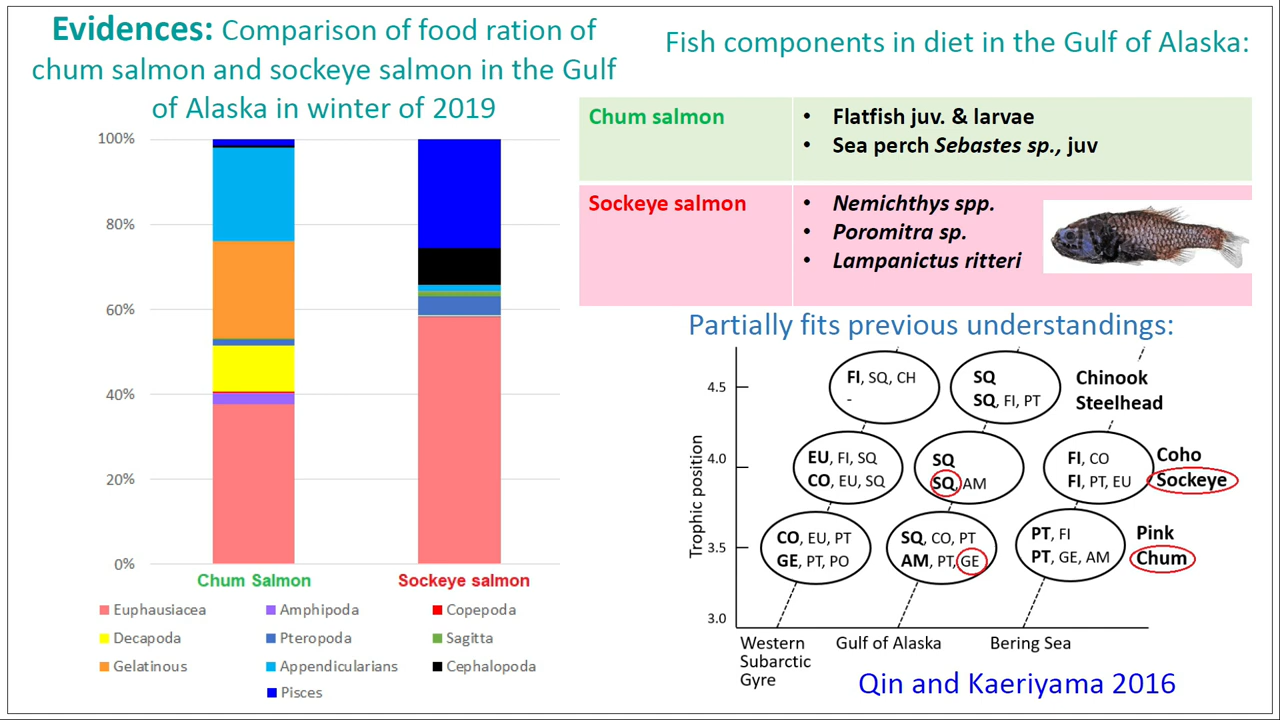 Evidences: Comparison of food ration of
chum salmon and sockeye salmon in the Gulf
of Alaska in winter of 2019
100%
80%
60%
40%
20%
0%
Chum Salmon
Sockeye salmon
Euphausiacea
Amphipoda
Copepoda
Decapoda
Pteropoda
Sagitta
Gelatinous
Appendicularians
Cephalopoda
Pisces
Fish components in diet in the Gulf of Alaska:
Chum salmon
• Flatfish juv. & larvae
• Sea perch Sebastes sp., juv
Sockeye salmon
• Nemichthys spp.
• Poromitra sp.
• Lampanictus ritteri
Partially fits previous understandings:
Trophic position
4.5
4.0
3.5
3.0
FI, SQ, CH
-
SQ
SQ, FI, PT
Chinook
Steelhead
EU, FI, SQ
CO, EU, SQ
SQ
SQ, AM
FI, CO
FI, PT, EU
Coho
Sockeye
CO, EU, PT
GE, PT, PO
SQ, CO, PT
AM, PT, GE
PT, FI
PT, GE, AM
Pink
Chum
Western
Subarctic
Gyre
Gulf of Alaska
Bering Sea
Qin and Kaeriyama 2016